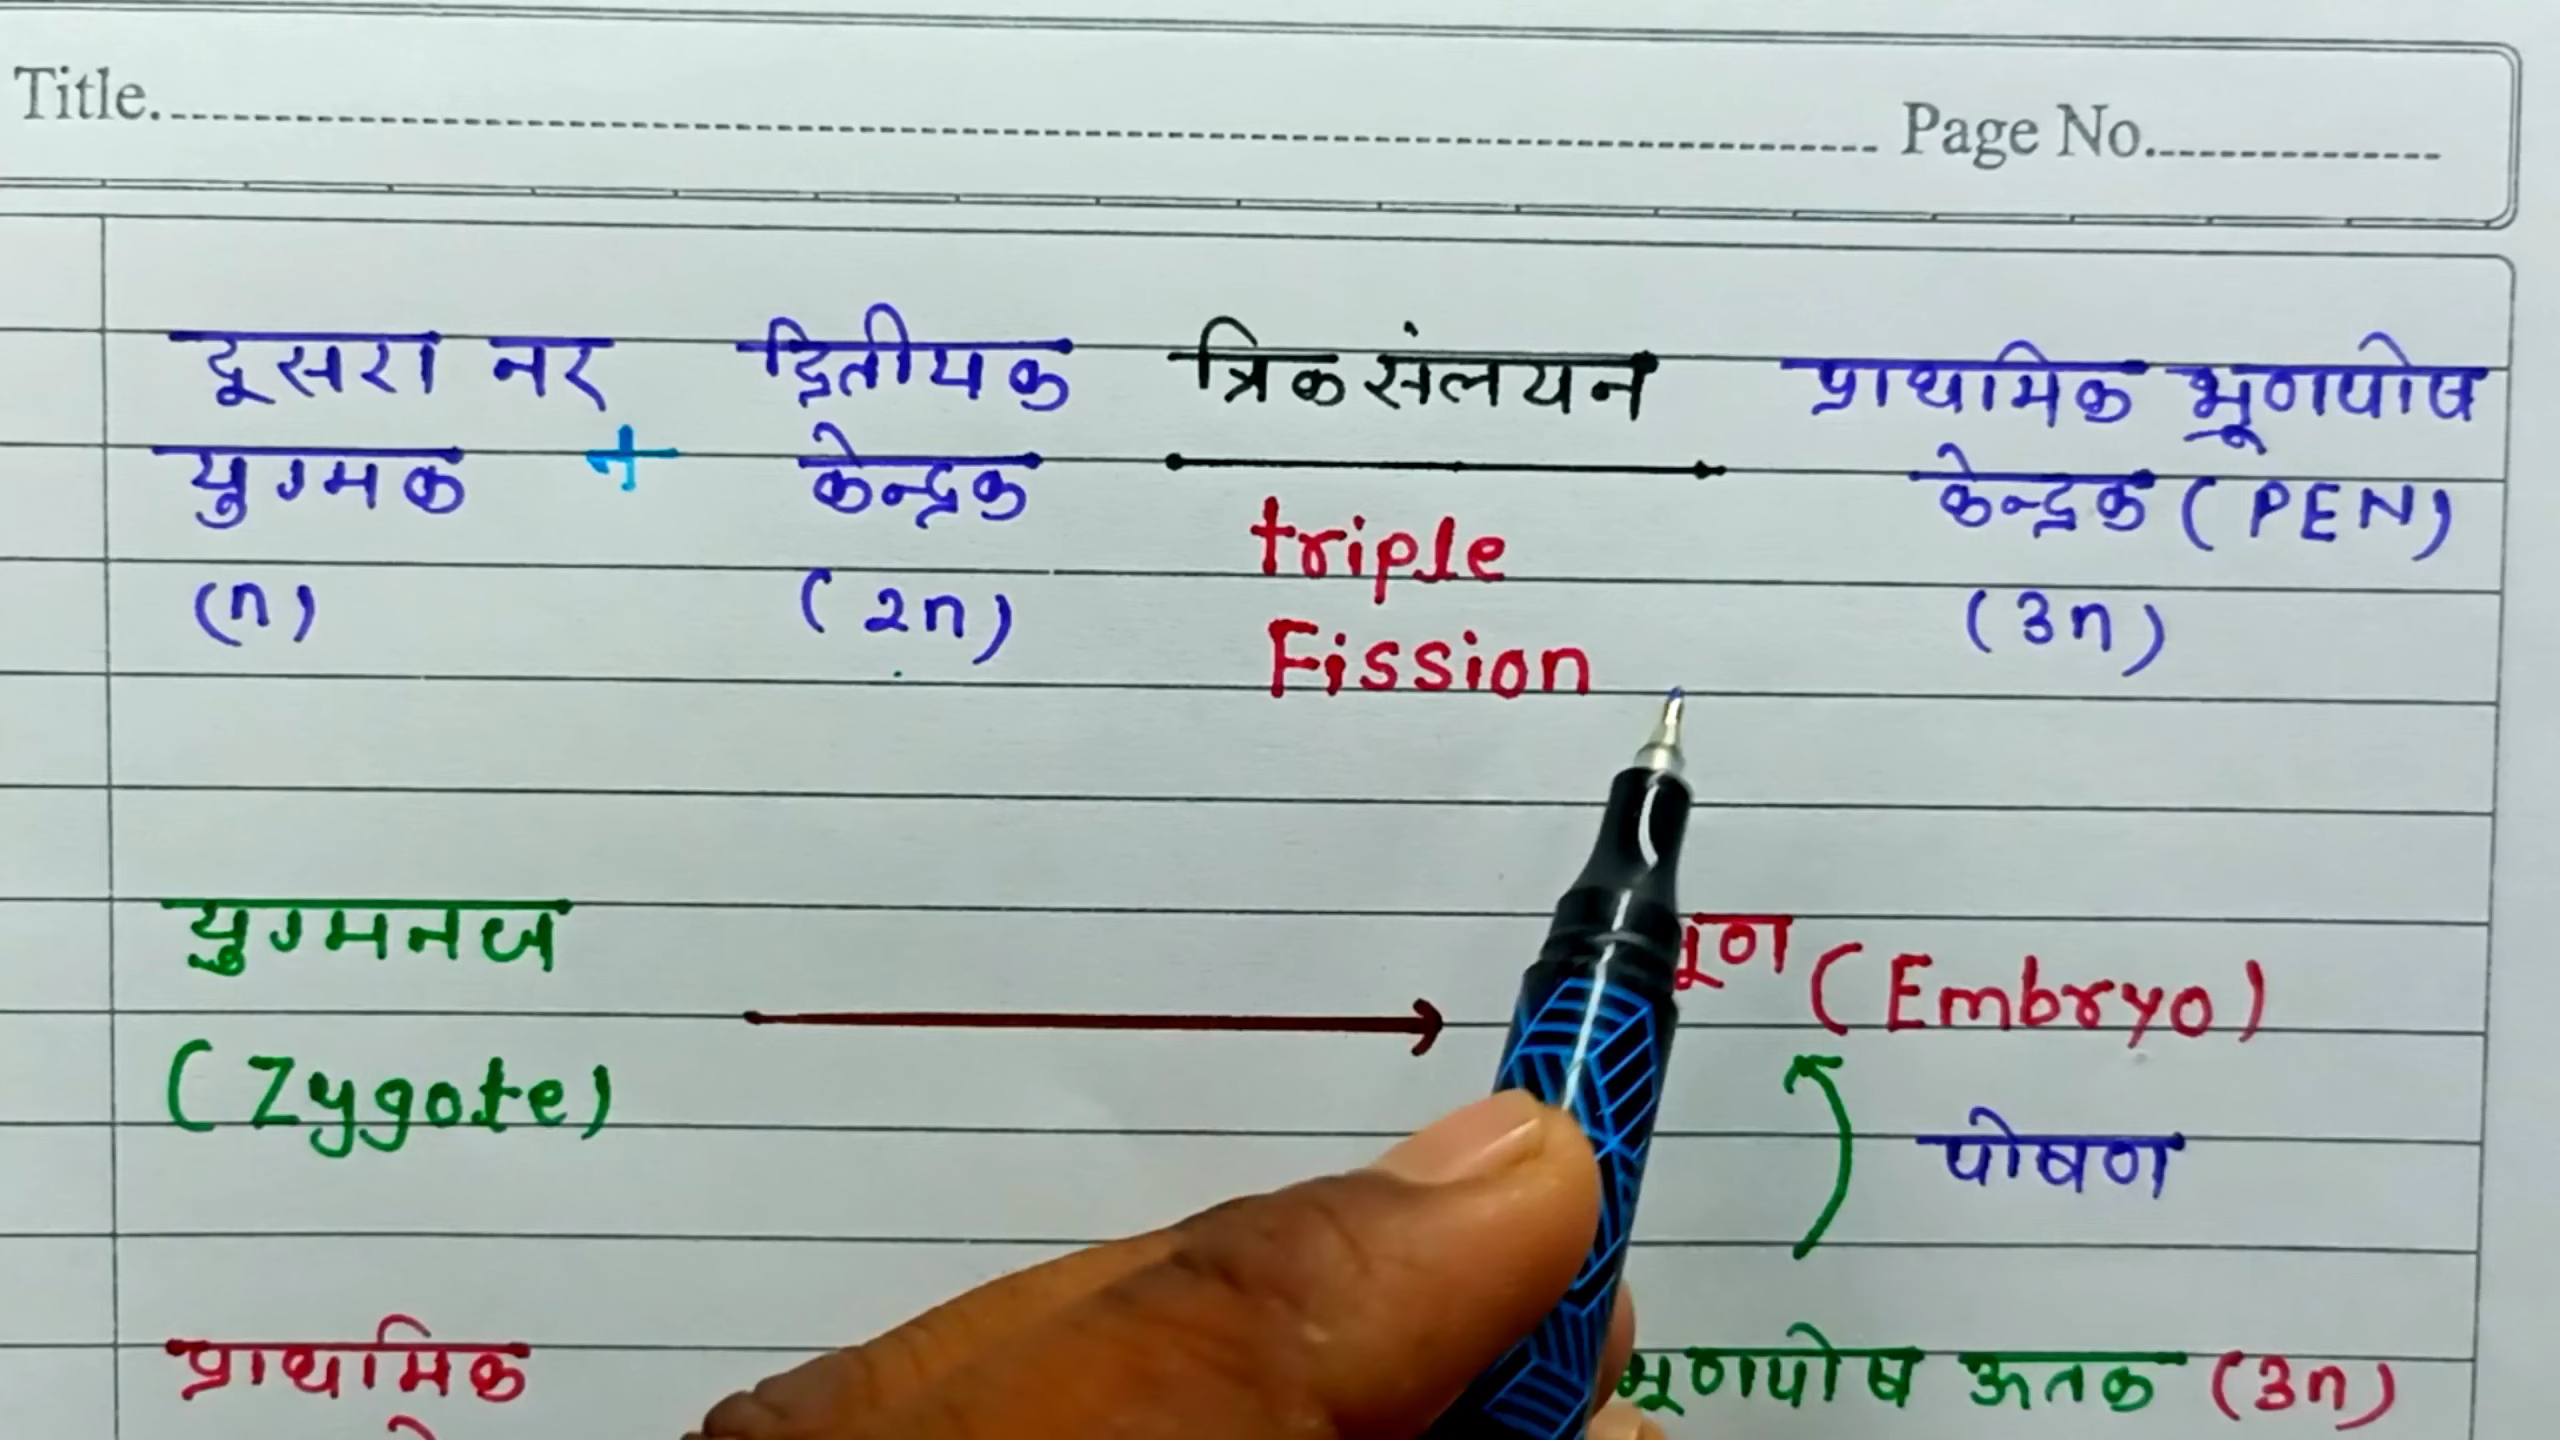 Title. Page No.
दूसरा नर द्वितीयक त्रिकसंलयन प्राथमिक भ्रूणपोष
युग्मक + केन्द्रक केन्द्रक (PEN)
(n) (2n) triple (3n)
Fission
युग्मनज (Embryo)
(Zygote) पोषण
प्राथमिक भ्रूणपोष ऊतक (3n)